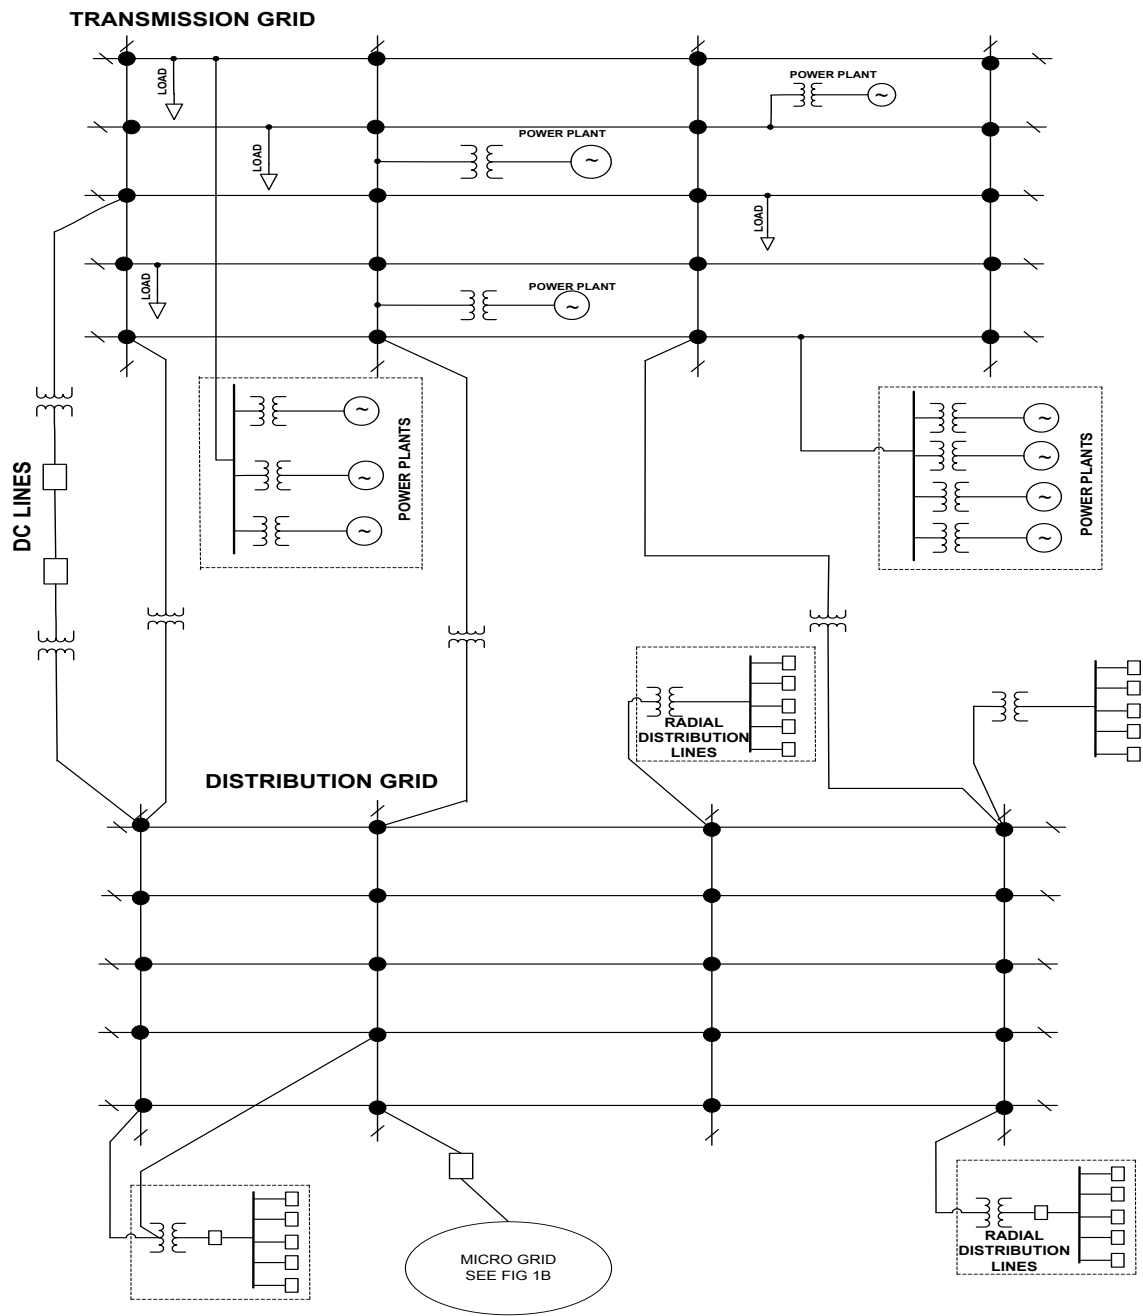 TRANSMISSION GRID
LOAD
POWER PLANT
POWER PLANT
LOAD
LOAD
LOAD
POWER PLANT
DC LINES
POWER PLANTS
POWER PLANTS
RADIAL
DISTRIBUTION
LINES
DISTRIBUTION GRID
MICRO GRID
SEE FIG 1B
RADIAL
DISTRIBUTION
LINES